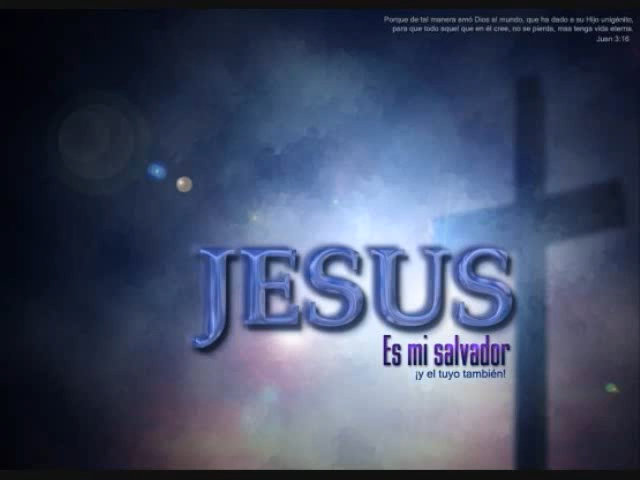 Porque de tal manera amó Dios al mundo, que ha dado a su Hijo unigénito,
para que todo aquel que en él cree, no se pierda, mas tenga vida eterna.
Juan 3:16
JESUS
Es mi salvador
¡y el tuyo también!